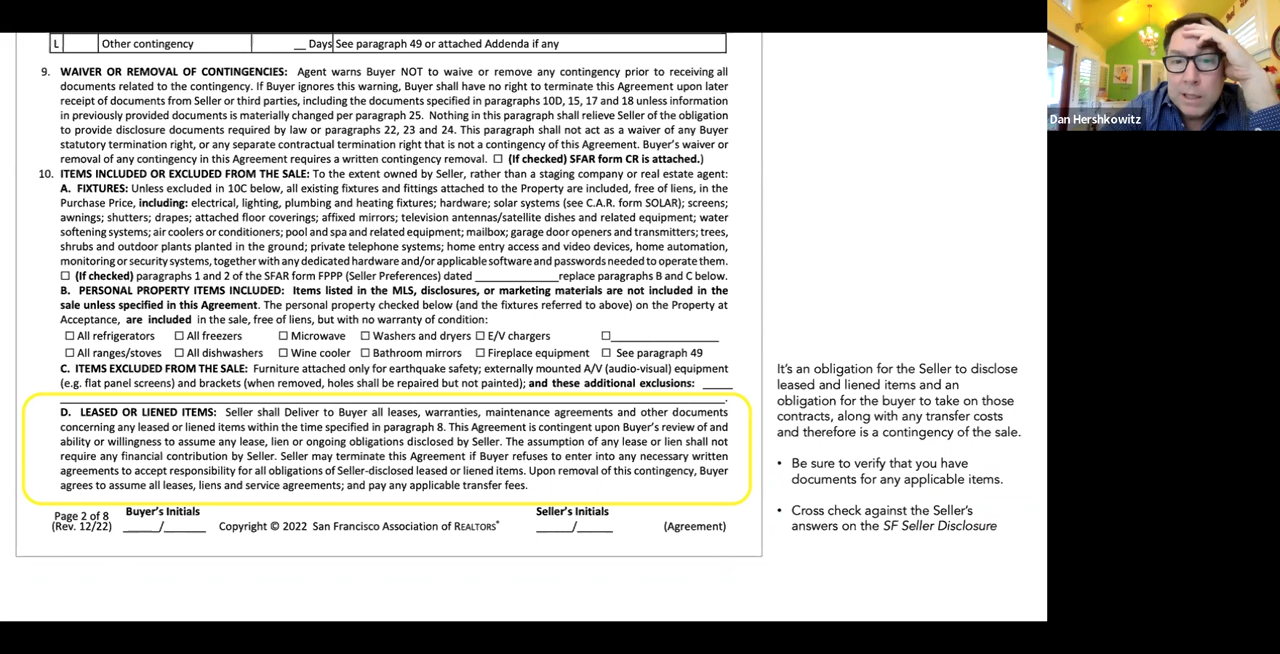 L Other contingency __ Days See paragraph 49 or attached Addenda if any
9. WAIVER OR REMOVAL OF CONTINGENCIES: Agent warns Buyer NOT to waive or remove any contingency prior to receiving all
documents related to the contingency. If Buyer ignores this warning, Buyer shall have no right to terminate this Agreement upon later
receipt of documents from Seller or third parties, including the documents specified in paragraphs 10D, 15, 17 and 18 unless information
in previously provided documents is materially changed per paragraph 25. Nothing in this paragraph shall relieve Seller of the obligation
to provide disclosure documents required by law or paragraphs 22, 23 and 24. This paragraph shall not act as a waiver of any Buyer
statutory termination right, or any separate contractual termination right that is not a contingency of this Agreement. Buyer's waiver or
removal of any contingency in this Agreement requires a written contingency removal. ☐ (If checked) SFAR form CR is attached.)
10. ITEMS INCLUDED OR EXCLUDED FROM THE SALE: To the extent owned by Seller, rather than a staging company or real estate agent:
A. FIXTURES: Unless excluded in 10C below, all existing fixtures and fittings attached to the Property are included, free of liens, in the
Purchase Price, including: electrical, lighting, plumbing and heating fixtures; hardware; solar systems (see C.A.R. form SOLAR); screens;
awnings; shutters; drapes; attached floor coverings; affixed mirrors; television antennas/satellite dishes and related equipment; water
softening systems; air coolers or conditioners; pool and spa and related equipment; mailbox; garage door openers and transmitters; trees,
shrubs and outdoor plants planted in the ground; private telephone systems; home entry access and video devices, home automation,
monitoring or security systems, together with any dedicated hardware and/or applicable software and passwords needed to operate them.
☐ (If checked) paragraphs 1 and 2 of the SFAR form FPPP (Seller Preferences) dated ______________replace paragraphs B and C below.
B. PERSONAL PROPERTY ITEMS INCLUDED: Items listed in the MLS, disclosures, or marketing materials are not included in the
sale unless specified in this Agreement. The personal property checked below (and the fixtures referred to above) on the Property at
Acceptance, are included in the sale, free of liens, but with no warranty of condition:
☐ All refrigerators ☐ All freezers ☐ Microwave ☐ Washers and dryers ☐ E/V chargers ☐ __________________
☐ All ranges/stoves ☐ All dishwashers ☐ Wine cooler ☐ Bathroom mirrors ☐ Fireplace equipment ☐ See paragraph 49
C. ITEMS EXCLUDED FROM THE SALE: Furniture attached only for earthquake safety; externally mounted A/V (audio-visual) equipment
(e.g. flat panel screens) and brackets (when removed, holes shall be repaired but not painted); and these additional exclusions: _____
______________________________.
D. LEASED OR LIENED ITEMS: Seller shall Deliver to Buyer all leases, warranties, maintenance agreements and other documents
concerning any leased or liened items within the time specified in paragraph 8. This Agreement is contingent upon Buyer's review of and
ability or willingness to assume any lease, lien or ongoing obligations disclosed by Seller. The assumption of any lease or lien shall not
require any financial contribution by Seller. Seller may terminate this Agreement if Buyer refuses to enter into any necessary written
agreements to accept responsibility for all obligations of Seller-disclosed leased or liened items. Upon removal of this contingency, Buyer
agrees to assume all leases, liens and service agreements; and pay any applicable transfer fees.
Page 2 of 8 Buyer's Initials Seller's Initials
(Rev. 12/22) _____/_____ Copyright © 2022 San Francisco Association of REALTORS® _____/_____ (Agreement)
It's an obligation for the Seller to disclose
leased and liened items and an
obligation for the buyer to take on those
contracts, along with any transfer costs
and therefore is a contingency of the sale.
• Be sure to verify that you have
documents for any applicable items.
• Cross check against the Seller's
answers on the SF Seller Disclosure
Dan Hershkowitz